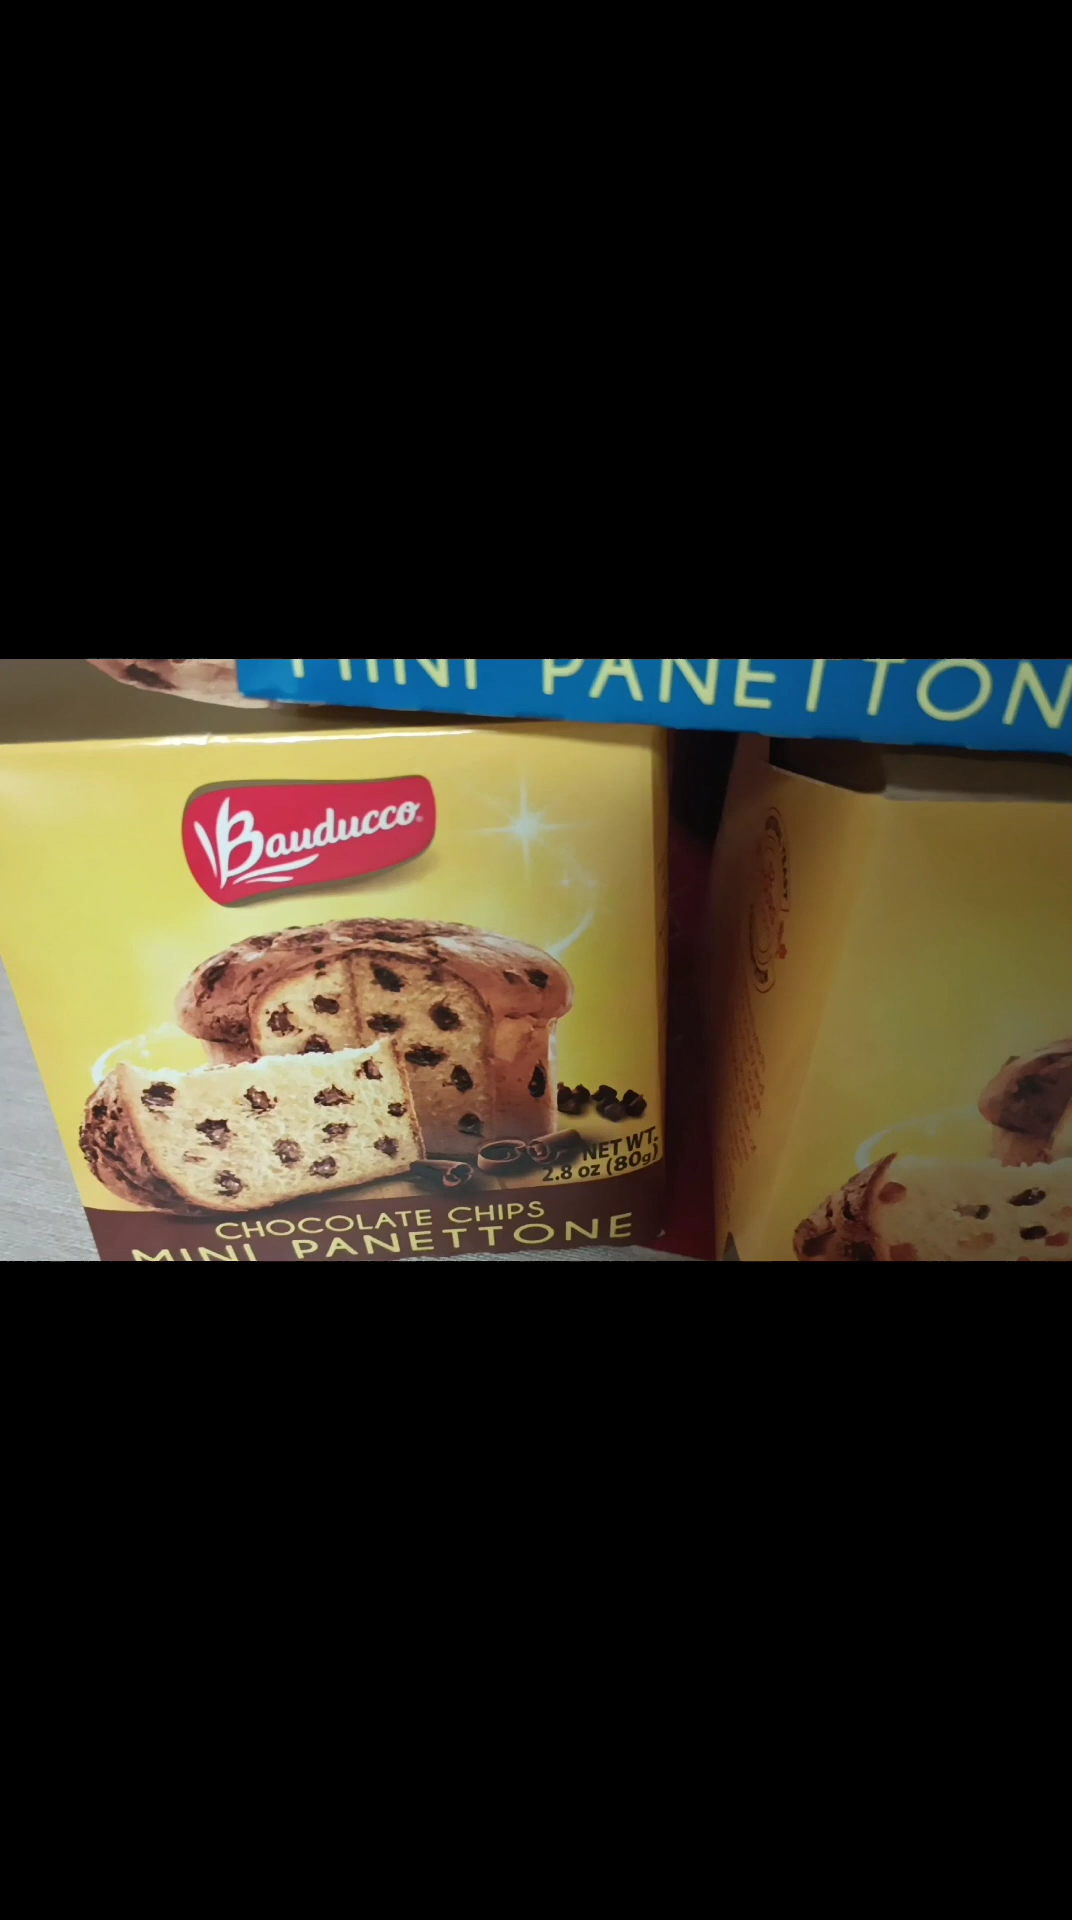 MINI PANETTON
Bauducco
NET WT.
2.8 oz (80g)
CHOCOLATE CHIPS
MINI PANETTONE